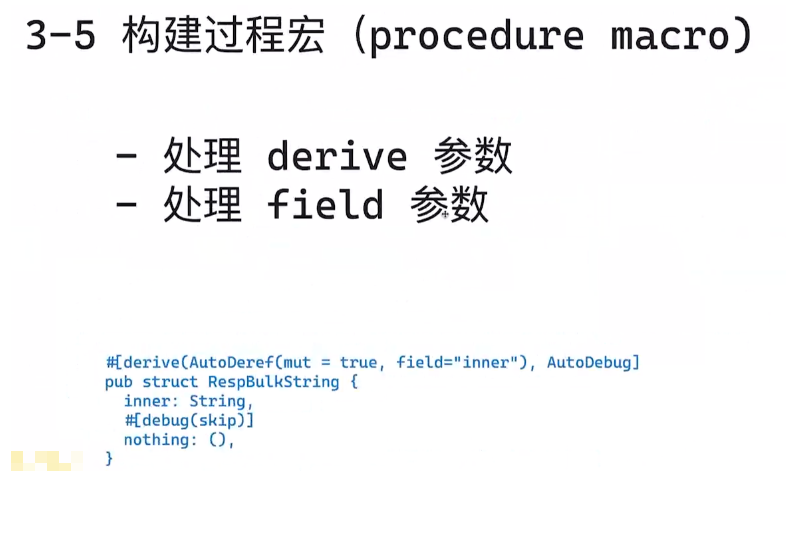 3-5 构建过程宏 (procedure macro)
- 处理 derive 参数
- 处理 field 参数
#[derive(AutoDeref(mut = true, field="inner"), AutoDebug]
pub struct RespBulkString {
inner: String,
#[debug(skip)]
nothing: (),
}